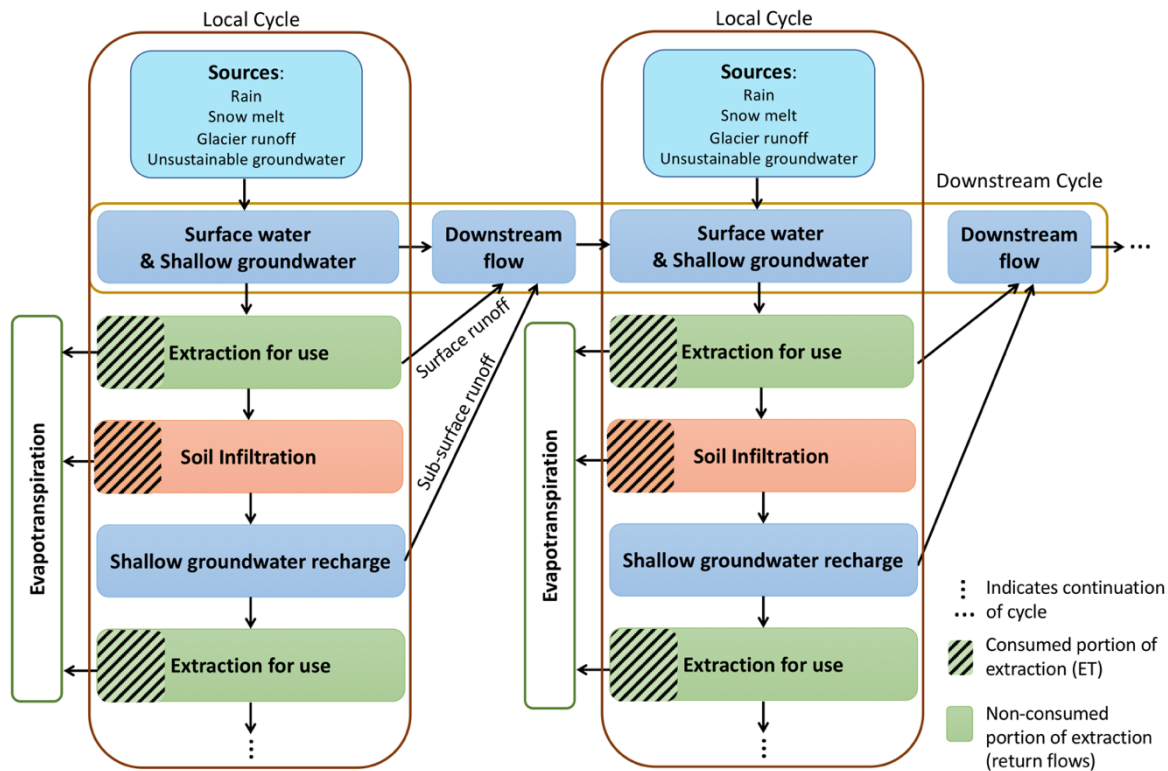 Local Cycle
Sources:
Rain
Snow melt
Glacier runoff
Unsustainable groundwater
Surface water
& Shallow groundwater
Downstream
flow
Extraction for use
Surface runoff
Soil Infiltration
Sub-surface runoff
Shallow groundwater recharge
Extraction for use
Evapotranspiration
Local Cycle
Sources:
Rain
Snow melt
Glacier runoff
Unsustainable groundwater
Downstream Cycle
Surface water
& Shallow groundwater
Downstream
flow
...
Extraction for use
Soil Infiltration
Shallow groundwater recharge
Extraction for use
Evapotranspiration
Indicates continuation
of cycle
Consumed portion of
extraction (ET)
Non-consumed
portion of extraction
(return flows)